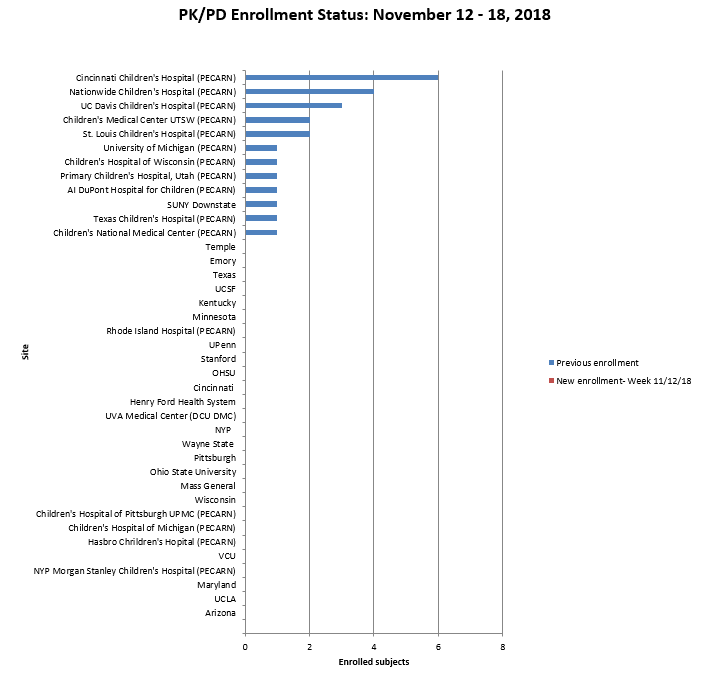 PK/PD Enrollment Status: November 12 - 18, 2018
Cincinnati Children's Hospital (PECARN)
Nationwide Children's Hospital (PECARN)
UC Davis Children's Hospital (PECARN)
Children's Medical Center UTSW (PECARN)
St. Louis Children's Hospital (PECARN)
University of Michigan (PECARN)
Children's Hospital of Wisconsin (PECARN)
Primary Children's Hospital, Utah (PECARN)
AI DuPont Hospital for Children (PECARN)
SUNY Downstate
Texas Children's Hospital (PECARN)
Children's National Medical Center (PECARN)
Temple
Emory
Texas
UCSF
Kentucky
Minnesota
Rhode Island Hospital (PECARN)
UPenn
Stanford
OHSU
Cincinnati
Henry Ford Health System
UVA Medical Center (DCU DMC)
NYP
Wayne State
Pittsburgh
Ohio State University
Mass General
Wisconsin
Children's Hospital of Pittsburgh UPMC (PECARN)
Children's Hospital of Michigan (PECARN)
Hasbro Chrildren's Hopital (PECARN)
VCU
NYP Morgan Stanley Children's Hospital (PECARN)
Maryland
UCLA
Arizona
Site
0 2 4 6 8
Enrolled subjects
Previous enrollment
New enrollment- Week 11/12/18